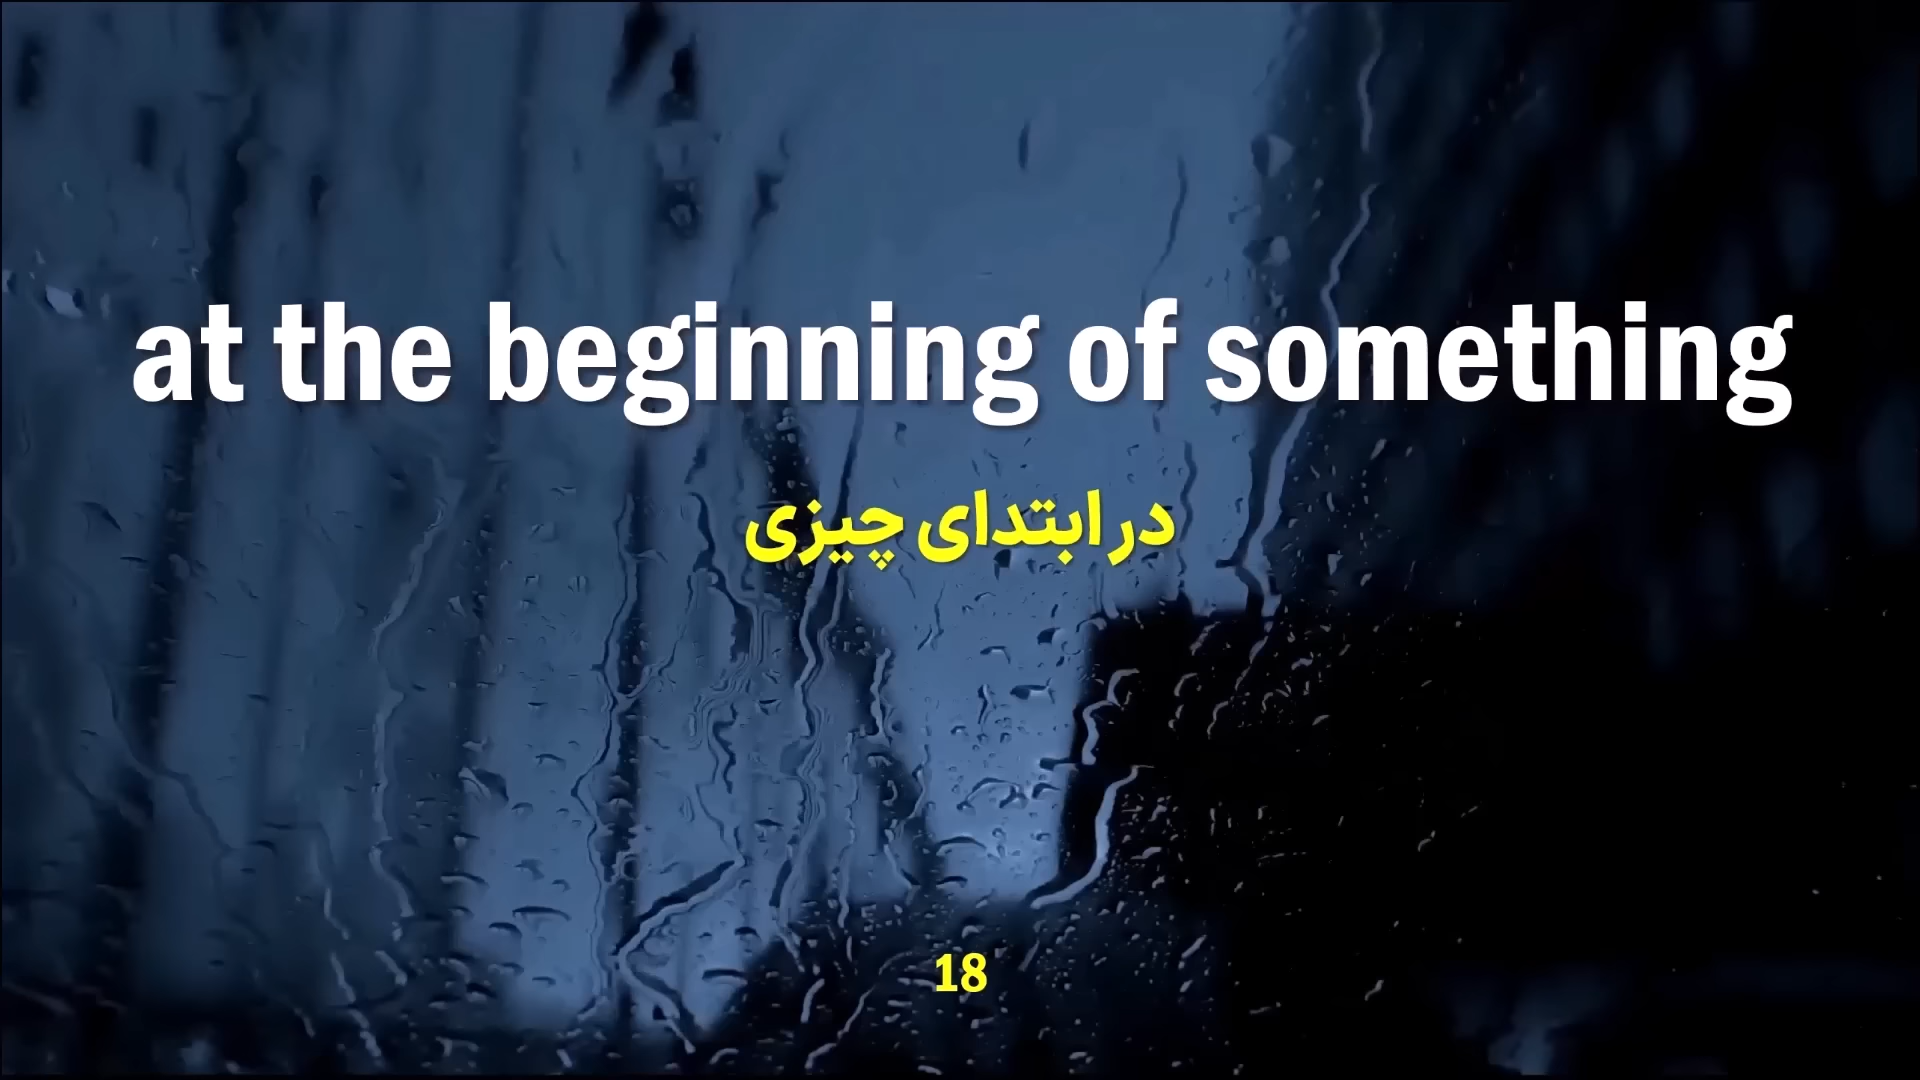 at the beginning of something
در ابتدای چیزی
18